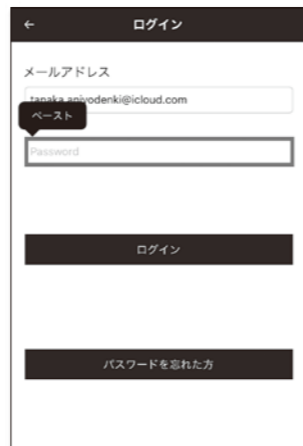 ← ログイン
メールアドレス
tanaka.aniyodenki@icloud.com
ペースト
Password
ログイン
パスワードを忘れた方